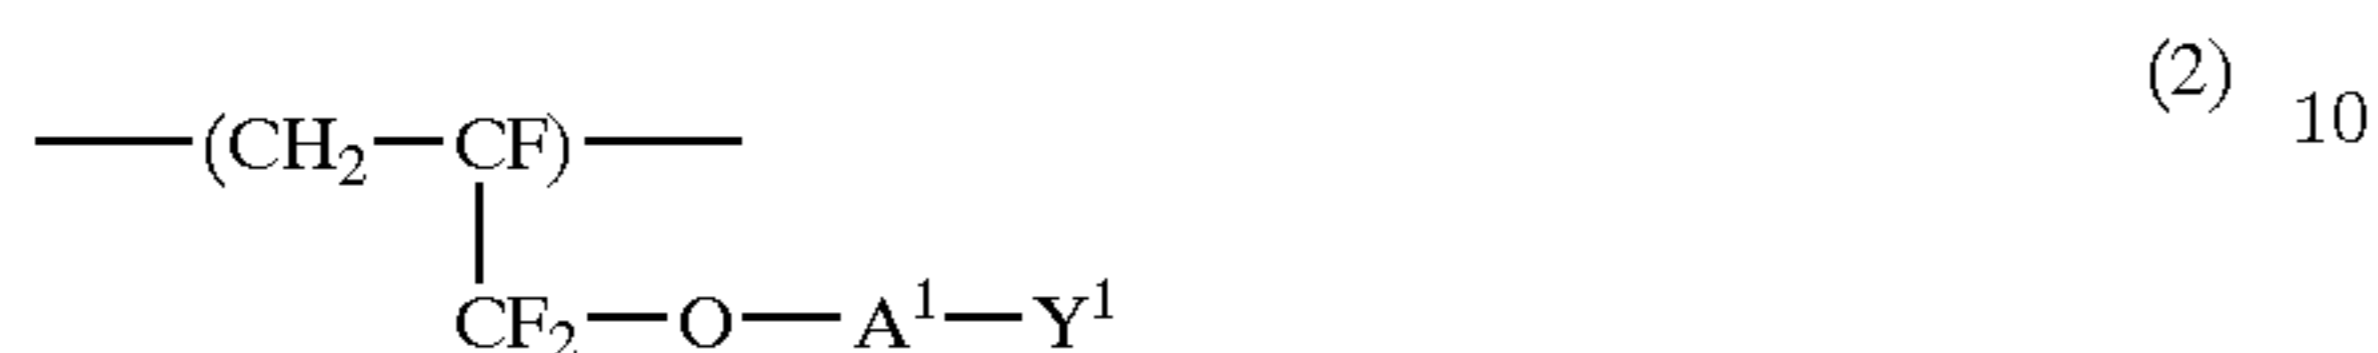 (2)
10
—(CH₂—CF)—
CF₂—O—A¹—Y¹